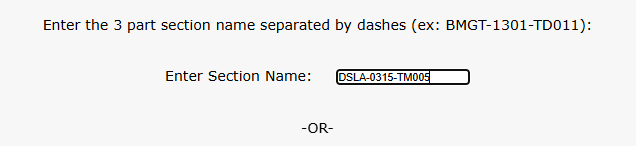 Enter the 3 part section name separated by dashes (ex: BMGT-1301-TD011):
Enter Section Name: DSLA-0315-TM005
-OR-